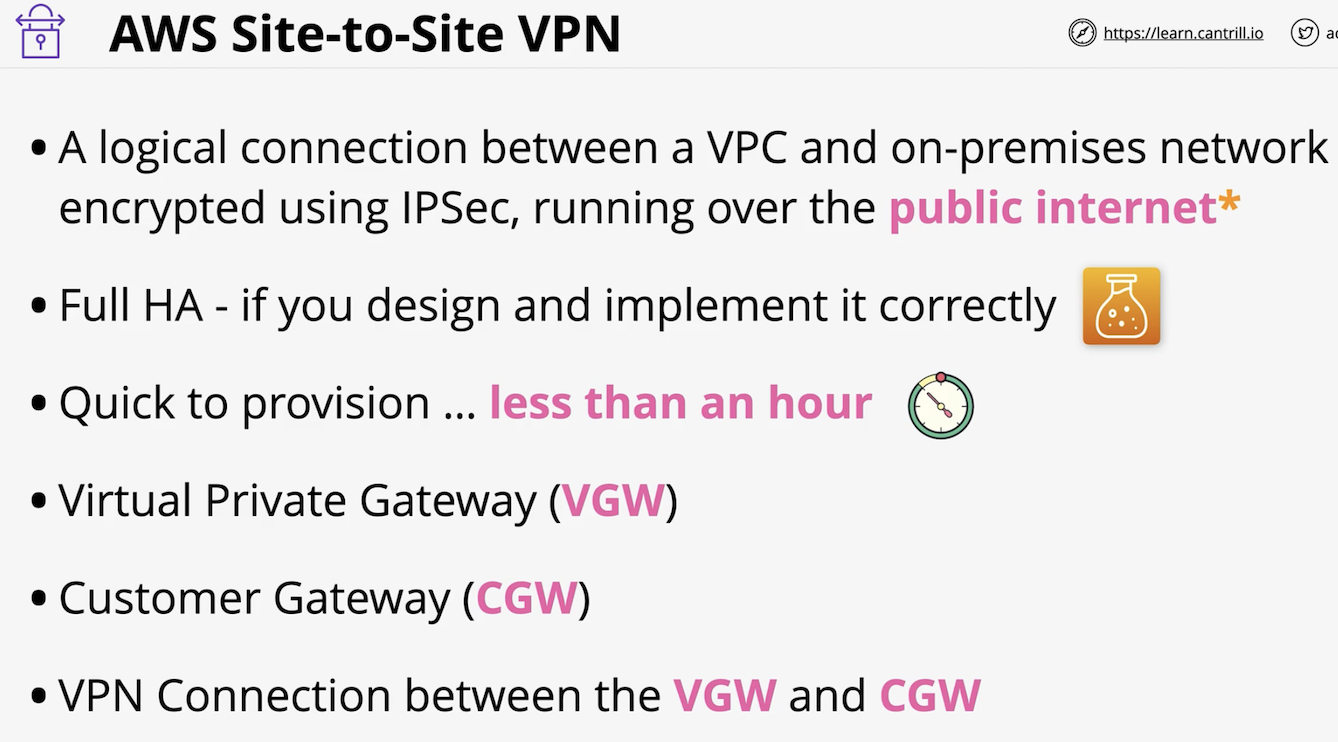 AWS Site-to-Site VPN
https://learn.cantrill.io
• A logical connection between a VPC and on-premises network
encrypted using IPSec, running over the public internet*
• Full HA - if you design and implement it correctly
• Quick to provision ... less than an hour
• Virtual Private Gateway (VGW)
• Customer Gateway (CGW)
• VPN Connection between the VGW and CGW